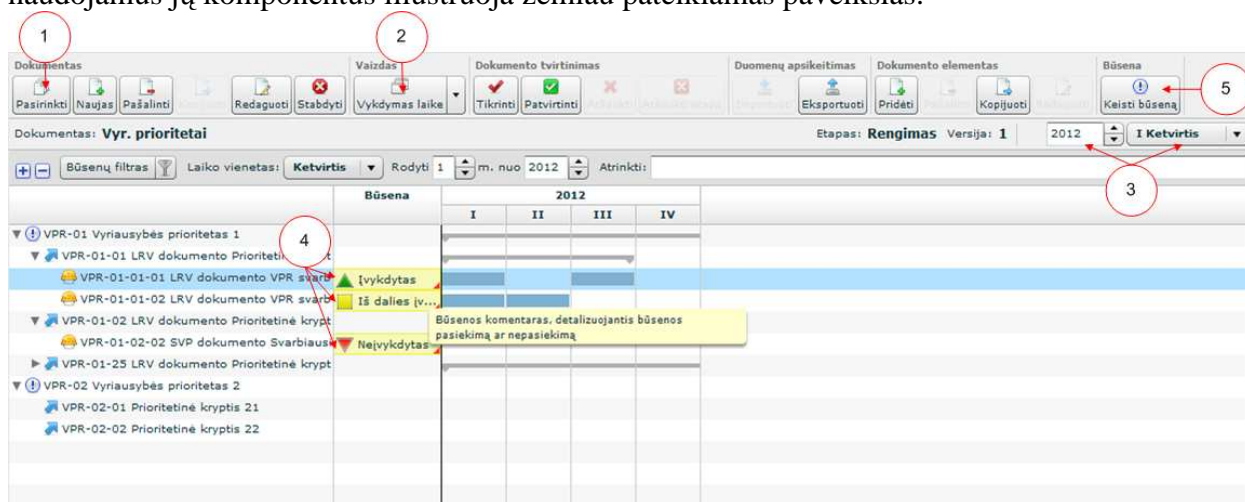 naudojamus jų komponentus iliustruoja žemiau pateikiamas paveikslas.
1 2
Dokumentas Vaizdas Dokumento tvirtinimas Duomenų apsikeitimas Dokumento elementas Būsena
Pasirinkti Naujas Pašalinti Redaguoti Stabdyti Vykdymas laike Tikrinti Patvirtinti Eksportuoti Pridėti Kopijuoti Keisti būseną 5
Dokumentas: Vyr. prioritetai Etapas: Rengimas Versija: 1 2012 I Ketvirtis
Būsenų filtras Laiko vienetas: Ketvirtis Rodyti 1 m. nuo 2012 Atrinkti:
3
Būsena 2012
I II III IV
VPR-01 Vyriausybės prioritetas 1
4
VPR-01-01 LRV dokumento Prioriteti
VPR-01-01-01 LRV dokumento VPR svarb Įvykdytas
VPR-01-01-02 LRV dokumento VPR svarb Iš dalies įv...
VPR-01-02 LRV dokumento Prioritetinė krypt
Būsenos komentaras, detalizuojantis būsenos
pasiekimą ar nepasiekimą
VPR-01-02-02 SVP dokumento Svarbiaus Neįvykdytas
VPR-01-25 LRV dokumento Prioritetinė krypt
VPR-02 Vyriausybės prioritetas 2
VPR-02-01 Prioritetinė kryptis 21
VPR-02-02 Prioritetinė kryptis 22